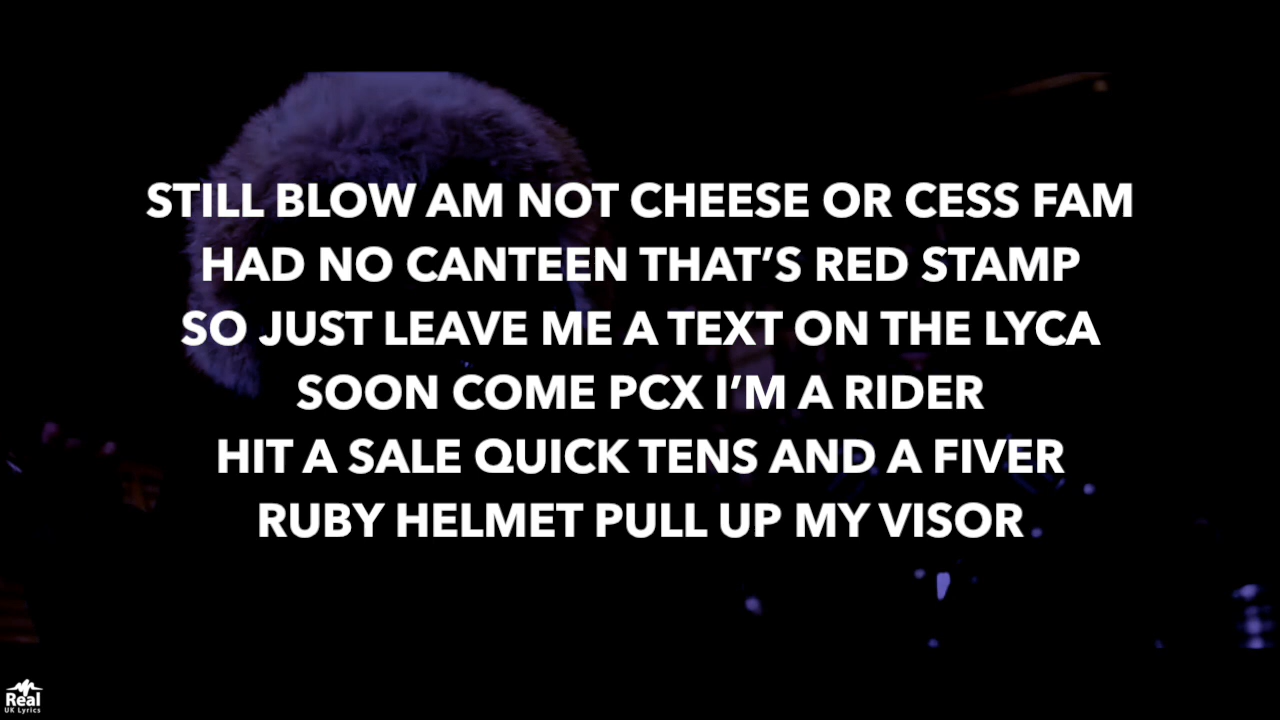 STILL BLOW AM NOT CHEESE OR CESS FAM
HAD NO CANTEEN THAT’S RED STAMP
SO JUST LEAVE ME A TEXT ON THE LYCA
SOON COME PCX I’M A RIDER
HIT A SALE QUICK TENS AND A FIVER
RUBY HELMET PULL UP MY VISOR
Real
UK Lyrics